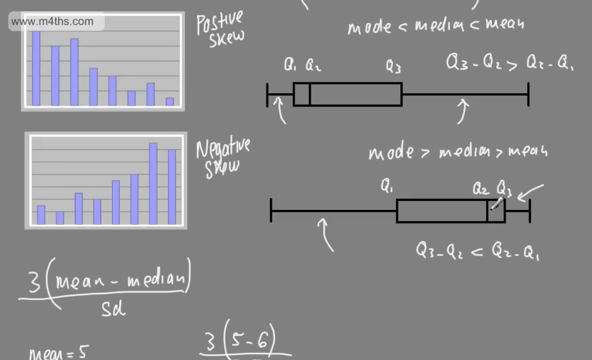 www.m4ths.com
Postive
Skew
mode < median < mean
Q₁ Q₂ Q₃
Q₃-Q₂ > Q₂-Q₁
Negative
Skew
mode > median > mean
Q₁ Q₂ Q₃
Q₃-Q₂ < Q₂-Q₁
3(mean - median)
Sd
mean = 5
3(5-6)